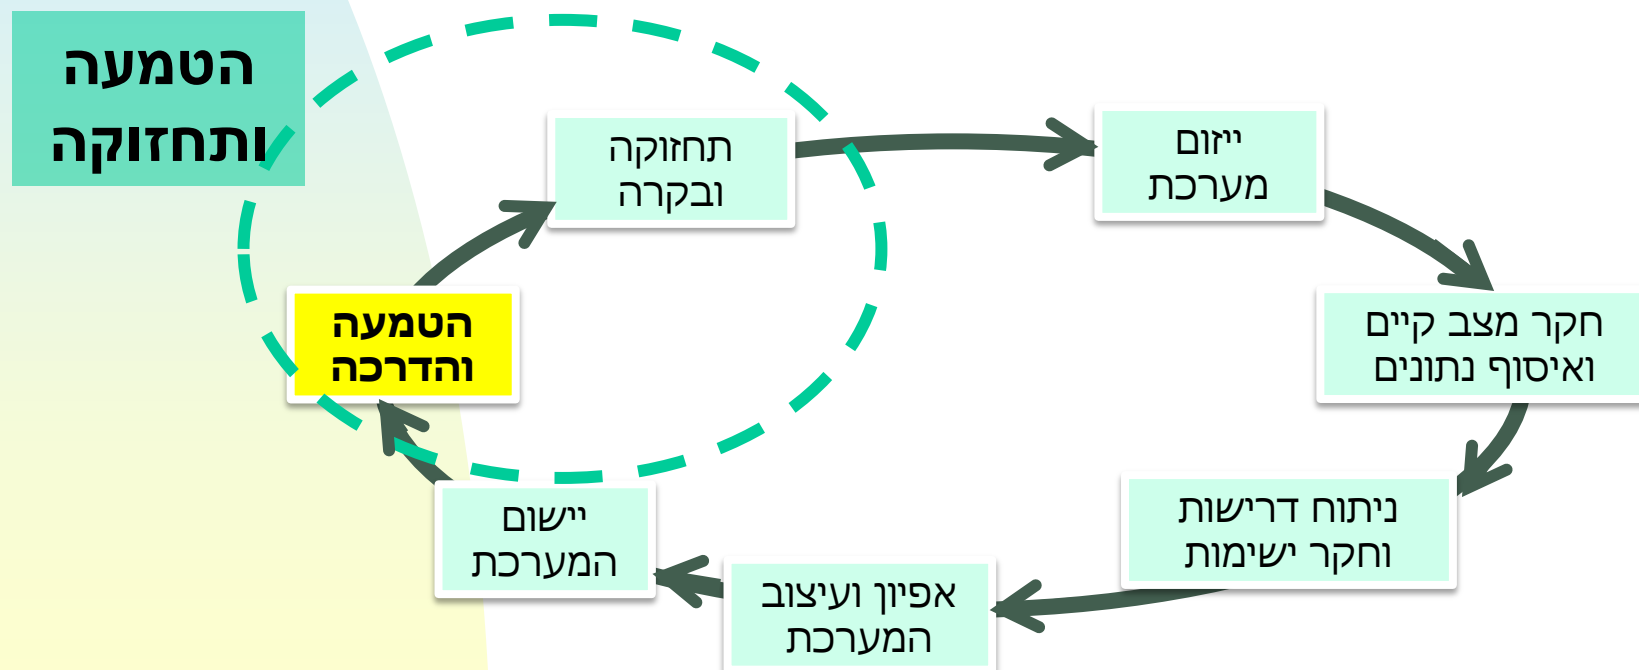 הטמעה
ותחזוקה
תחזוקה
ובקרה
ייזום
מערכת
חקר מצב קיים
ואיסוף נתונים
ניתוח דרישות
וחקר ישימות
אפיון ועיצוב
המערכת
יישום
המערכת
הטמעה
והדרכה